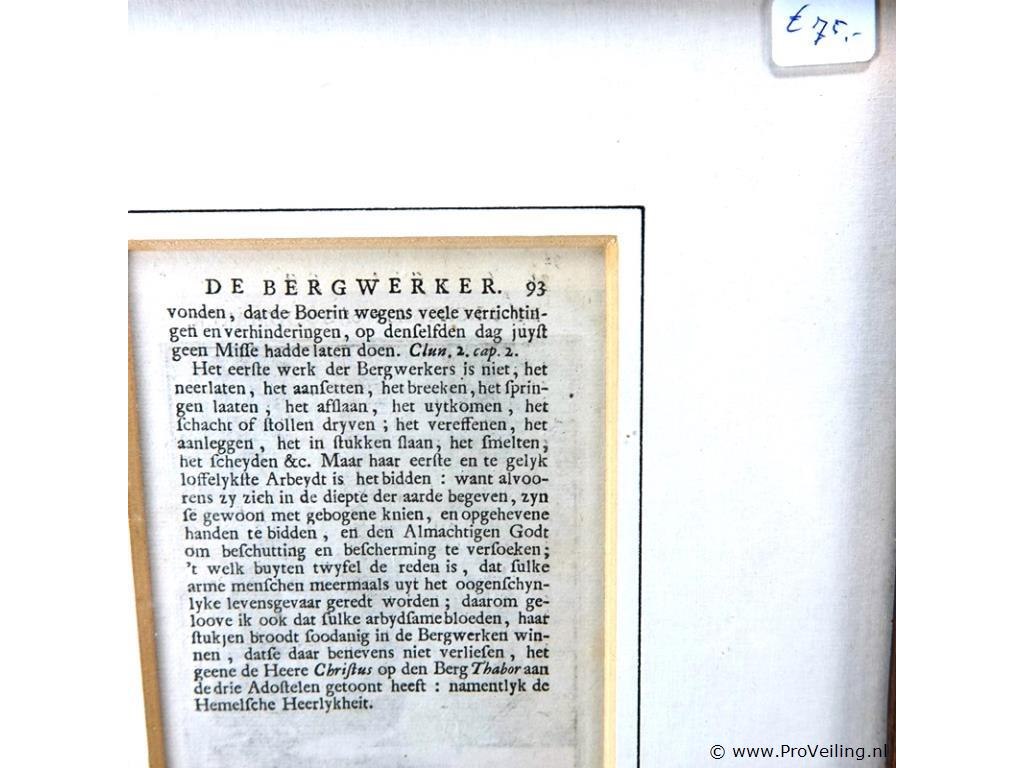 € 75,-
DE BERGWERKER. 93
vonden, dat de Boerin wegens veele verrichtin-
gen en verhinderingen, op denſelfden dag juyſt
geen Miſſe hadde laten doen. Clun. 2. cap. 2.
Het eerſte werk der Bergwerkers is niet, het
neerlaten, het aanſetten, het breeken, het ſprin-
gen laaten, het afſlaan, het uytkomen, het
ſchacht of ſtollen dryven; het vereffenen, het
aanleggen, het in ſtukken ſlaan, het ſmelten,
het ſcheyden &c. Maar haar eerſte en te gelyk
loffelykſte Arbeydt is het bidden: want alvoo-
rens zy zich in de diepte der aarde begeven, zyn
ſe gewoon met gebogene knien, en opgehevene
handen te bidden, en den Almachtigen Godt
om beſchutting en beſcherming te verſoeken;
't welk buyten twyfel de reden is, dat ſulke
arme menſchen meermaals uyt het oogenſchyn-
lyke levensgevaar geredt worden; daarom ge-
loove ik ook dat ſulke arbydſame bloeden, haar
ſtukjen broodt ſoodanig in de Bergwerken win-
nen, datſe daar benevens niet verlieſen, het
geene de Heere Chriſtus op den Berg Thabor aan
de drie Adoſtelen getoont heeft: namentlyk de
Hemelſche Heerlykheit.
© www.ProVeiling.nl